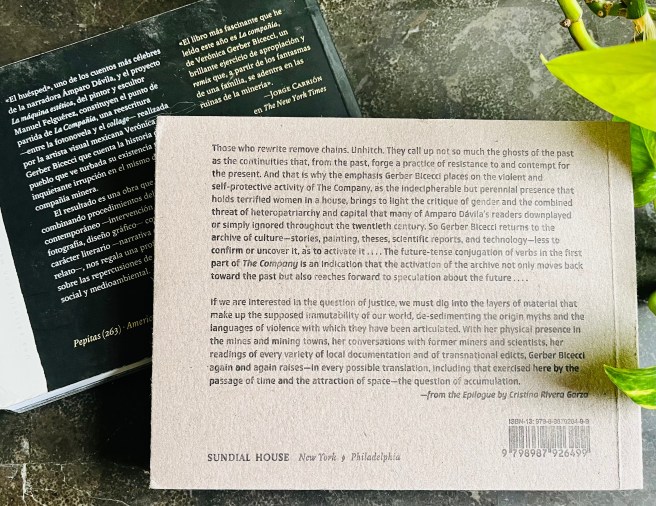 «El huésped», uno de los cuentos más célebres
de la narradora Amparo Dávila, y el proyecto
La máquina estética, del pintor y escultor
Manuel Felguérez, constituyen el punto de
partida de La Compañía, una reescritura
—entre la fotonovela y el collage— realizada
por la artista visual mexicana Verónica
Gerber Bicecci que cuenta la historia
pueblo que ve turbada su existencia
inquietante irrupción en el mismo
compañía minera.
El resultado es una obra que
combinando procedimientos del
contemporáneo —intervención
fotografía, diseño gráfico— co
carácter literario —narrativa
relato—, nos regala una pro
sobre las repercusiones de
social y medioambiental.
Pepitas (263) · Americ
«El libro más fascinante que he
leído este año es La compañía,
de Verónica Gerber Bicecci, un
brillante ejercicio de apropiación y
remix que, a partir de los fantasmas
de una familia, se adentra en las
ruinas de la minería».
—JORGE CARRIÓN
en The New York Times
Those who rewrite remove chains. Unhitch. They call up not so much the ghosts of the past
as the continuities that, from the past, forge a practice of resistance to and contempt for
the present. And that is why the emphasis Gerber Bicecci places on the violent and
self-protective activity of The Company, as the indecipherable but perennial presence that
holds terrified women in a house, brings to light the critique of gender and the combined
threat of heteropatriarchy and capital that many of Amparo Dávila's readers downplayed
or simply ignored throughout the twentieth century. So Gerber Bicecci returns to the
archive of culture—stories, painting, theses, scientific reports, and technology—less to
confirm or uncover it, as to activate it . . . . The future-tense conjugation of verbs in the first
part of The Company is an indication that the activation of the archive not only moves back
toward the past but also reaches forward to speculation about the future . . . .
If we are interested in the question of justice, we must dig into the layers of material that
make up the supposed immutability of our world, de-sedimenting the origin myths and the
languages of violence with which they have been articulated. With her physical presence in
the mines and mining towns, her conversations with former miners and scientists, her
readings of every variety of local documentation and of transnational edicts, Gerber Bicecci
again and again raises—in every possible translation, including that exercised here by the
passage of time and the attraction of space—the question of accumulation.
—from the Epilogue by Cristina Rivera Garza
ISBN-13: 979-8-9879264-9-9
9 798987 926499
SUNDIAL HOUSE New York Philadelphia